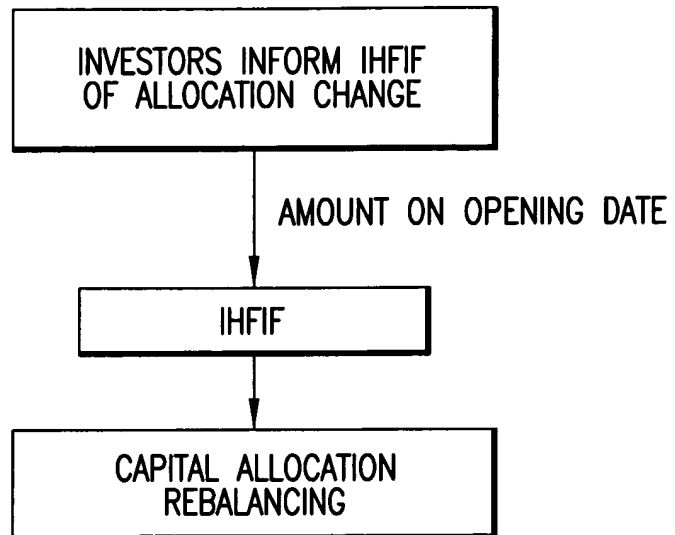 INVESTORS INFORM IHFIF
OF ALLOCATION CHANGE
AMOUNT ON OPENING DATE
IHFIF
CAPITAL ALLOCATION
REBALANCING